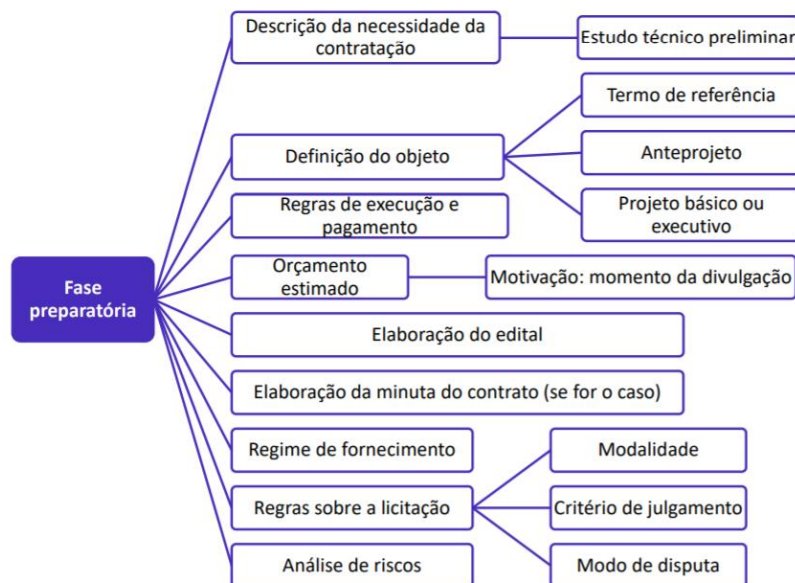 Descrição da necessidade da
contratação
Estudo técnico preliminar
Termo de referência
Definição do objeto
Anteprojeto
Projeto básico ou
executivo
Regras de execução e
pagamento
Fase
preparatória
Orçamento
estimado
Motivação: momento da divulgação
Elaboração do edital
Elaboração da minuta do contrato (se for o caso)
Regime de fornecimento
Modalidade
Regras sobre a licitação
Critério de julgamento
Análise de riscos
Modo de disputa